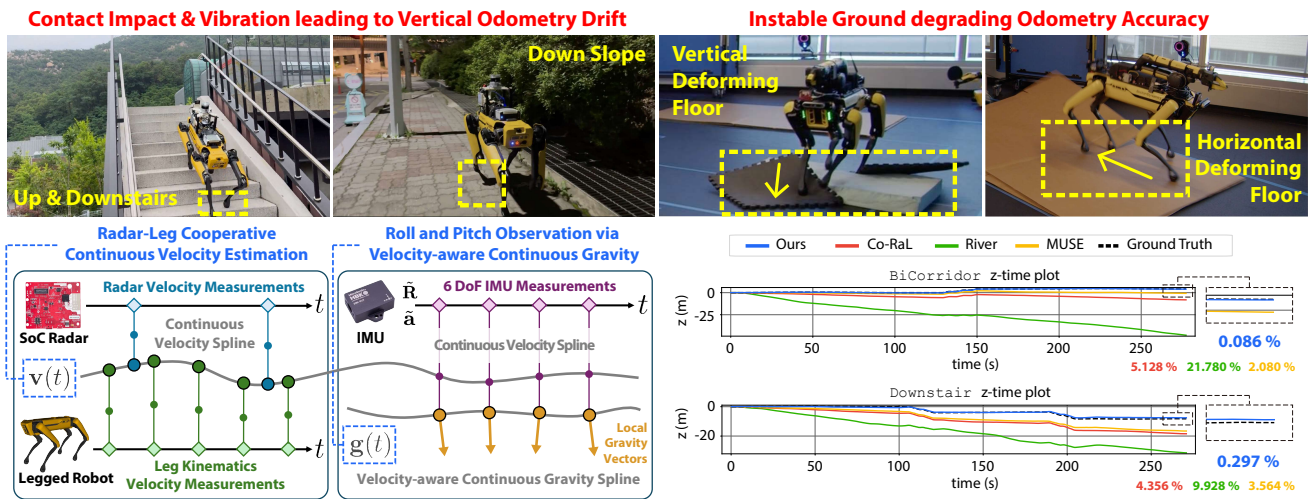 Contact Impact & Vibration leading to Vertical Odometry Drift
Instable Ground degrading Odometry Accuracy
Up & Downstairs
Down Slope
Vertical
Deforming
Floor
Horizontal
Deforming
Floor
Radar-Leg Cooperative
Continuous Velocity Estimation
Radar Velocity Measurements
t
SoC Radar
Continuous
Velocity Spline
v(t)
Legged Robot
t
Leg Kinematics
Velocity Measurements
Roll and Pitch Observation via
Velocity-aware Continuous Gravity
6 DoF IMU Measurements
R̃
ã
t
IMU
Continuous Velocity Spline
g(t)
Local
Gravity
Vectors
Velocity-aware Continuous Gravity Spline
Ours Co-RaL River MUSE Ground Truth
BiCorridor z-time plot
z (m)
0
-25
0 50 100 150 200 250
time (s)
0.086 %
5.128 % 21.780 % 2.080 %
Downstair z-time plot
z (m)
0
-20
0 50 100 150 200 250
time (s)
0.297 %
4.356 % 9.928 % 3.564 %